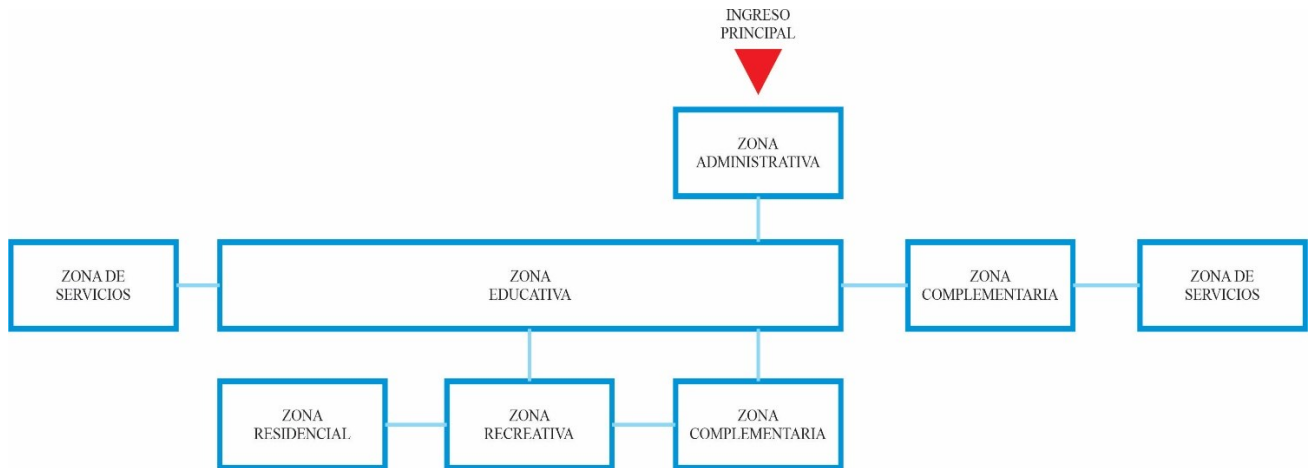 INGRESO
PRINCIPAL
ZONA
ADMINISTRATIVA
ZONA DE
SERVICIOS
ZONA
EDUCATIVA
ZONA
COMPLEMENTARIA
ZONA DE
SERVICIOS
ZONA
RESIDENCIAL
ZONA
RECREATIVA
ZONA
COMPLEMENTARIA